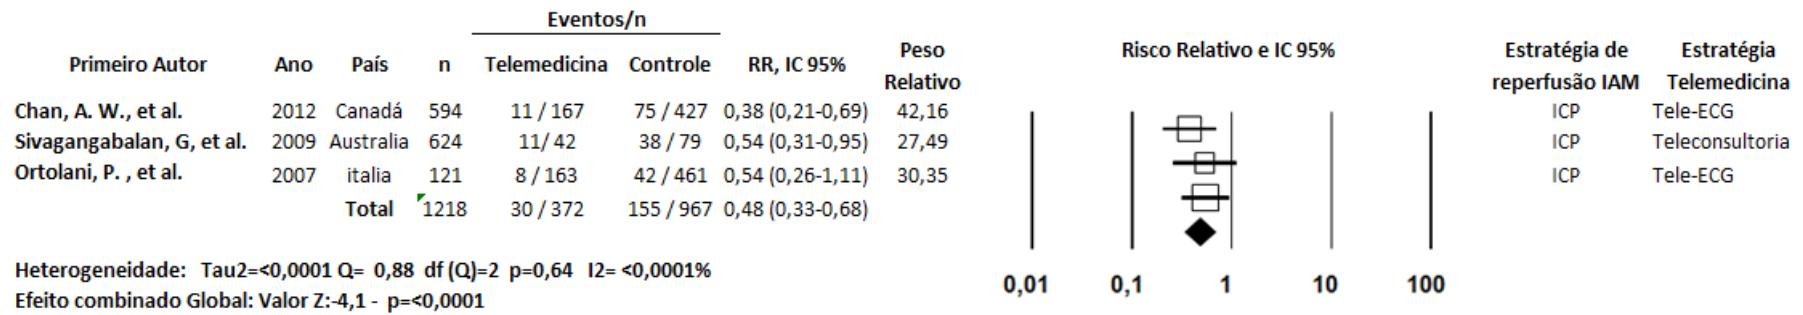 Eventos/n
Primeiro Autor Ano País n Telemedicina Controle RR, IC 95% Peso Relativo Risco Relativo e IC 95% Estratégia de reperfusão IAM Estratégia Telemedicina
Chan, A. W., et al. 2012 Canadá 594 11 / 167 75 / 427 0,38 (0,21-0,69) 42,16 ICP Tele-ECG
Sivagangabalan, G, et al. 2009 Australia 624 11/ 42 38 / 79 0,54 (0,31-0,95) 27,49 ICP Teleconsultoria
Ortolani, P. , et al. 2007 italia 121 8 / 163 42 / 461 0,54 (0,26-1,11) 30,35 ICP Tele-ECG
Total 1218 30 / 372 155 / 967 0,48 (0,33-0,68)
Heterogeneidade: Tau2=<0,0001 Q= 0,88 df (Q)=2 p=0,64 I2= <0,0001%
Efeito combinado Global: Valor Z:-4,1 - p=<0,0001
0,01 0,1 1 10 100